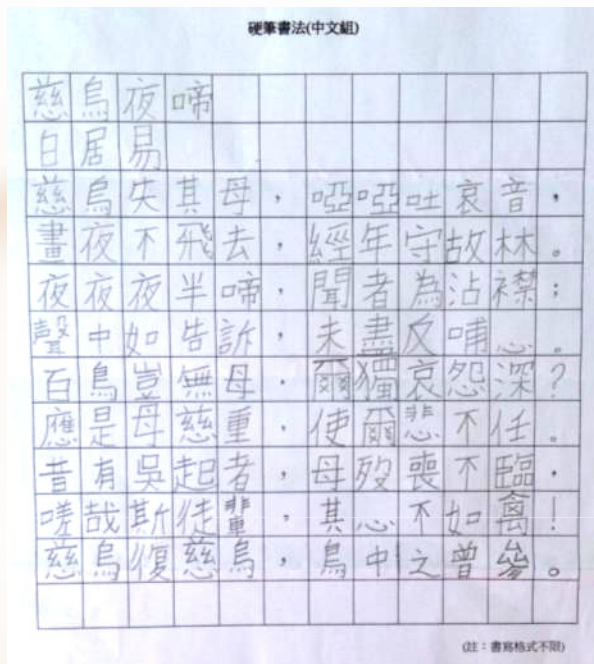 硬筆書法(中文組)
慈烏夜啼
白居易
慈烏失其母，啞啞吐哀音，
晝夜不飛去，經年守故林。
夜夜夜半啼，聞者為沾襟；
聲中如告訴，未盡反哺心。
百鳥豈無母，爾獨哀怨深？
應是母慈重，使爾悲不任。
昔有吳起者，母歿喪不臨，
嗟哉斯徒輩，其心不如禽！
慈烏復慈烏，鳥中之曾參。
(註：書寫格式不限)